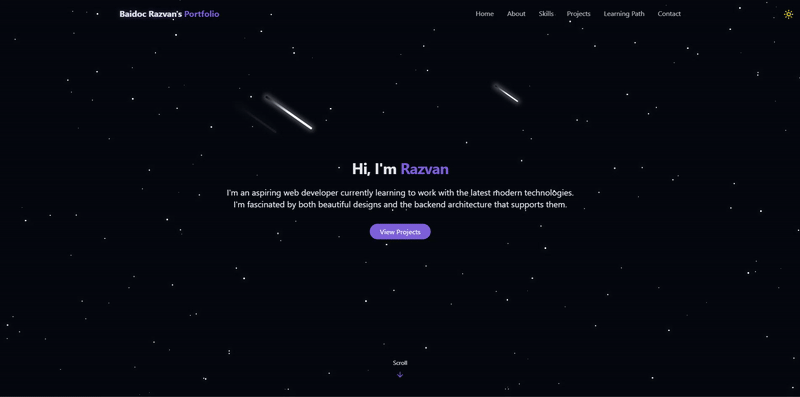 Baidoc Razvan's Portfolio
Home About Skills Projects Learning Path Contact
Hi, I'm Razvan
I'm an aspiring web developer currently learning to work with the latest modern technologies.
I'm fascinated by both beautiful designs and the backend architecture that supports them.
View Projects
Scroll